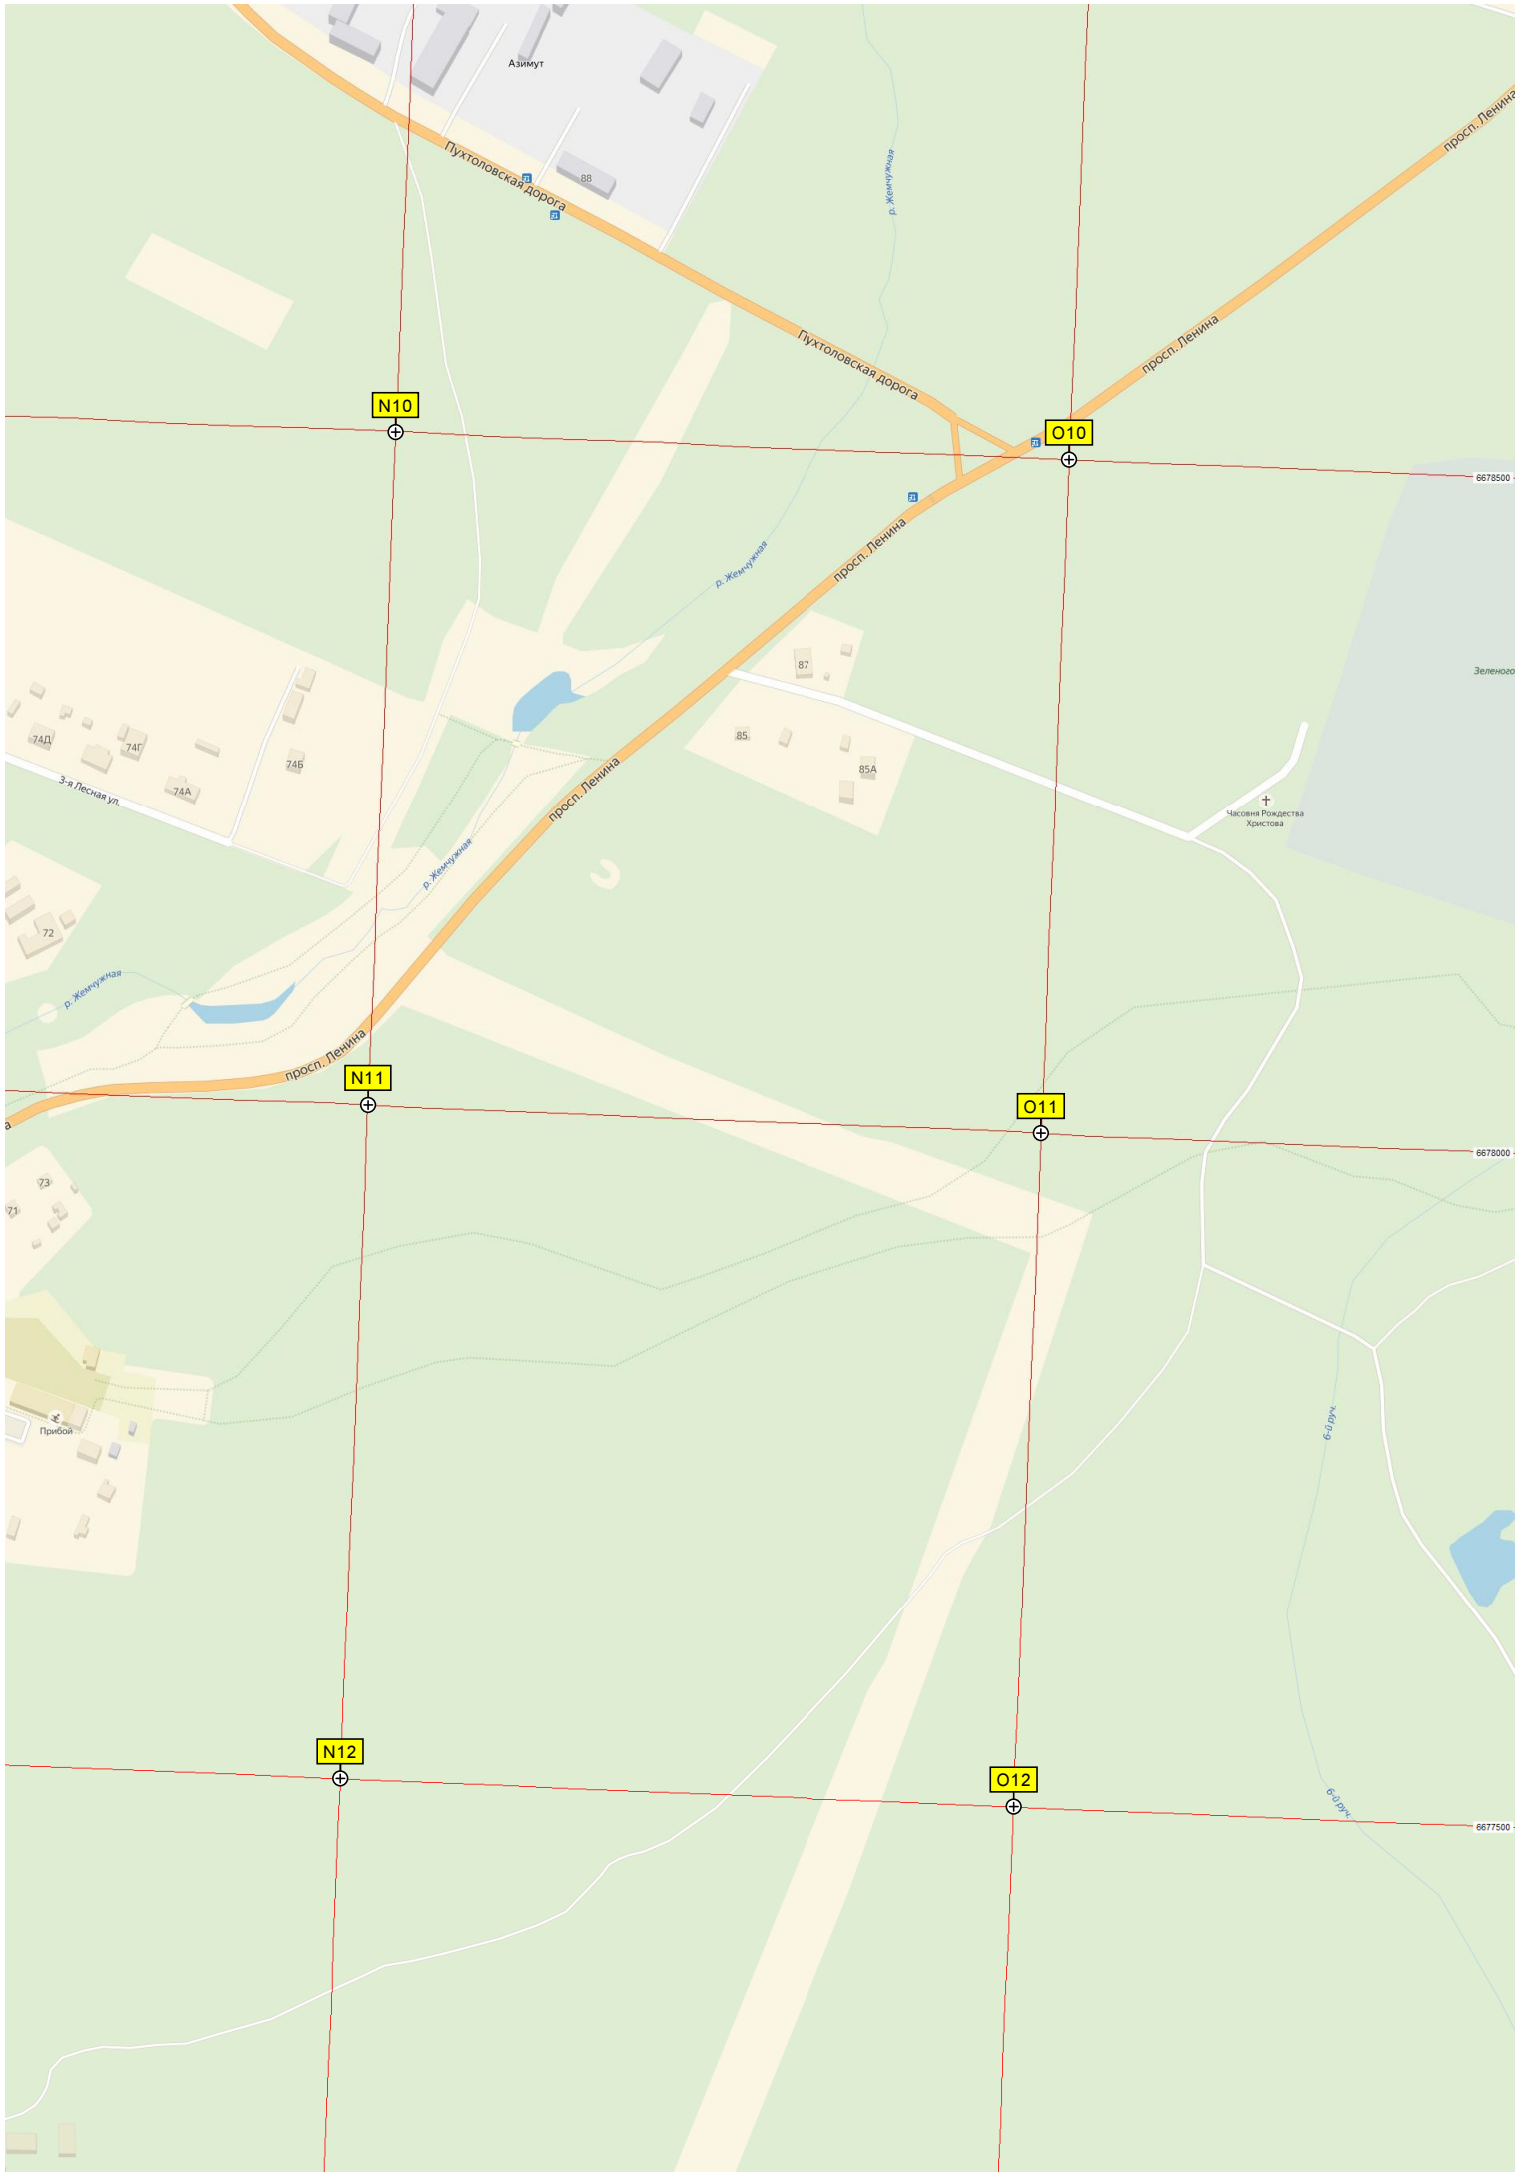 Азимут
просп. Ленина
Пухтоловская дорога
88
р. Жемчужная
просп. Ленина
Пухтоловская дорога
N10
O10
6678500
просп. Ленина
р. Жемчужная
87
Зеленого
74Д
74Г
74Б
85
85А
3-я Лесная ул.
74А
просп. Ленина
Часовня Рождества
Христова
р. Жемчужная
72
р. Жемчужная
просп. Ленина
N11
O11
а
6678000
73
71
Прибой
6-й руч.
N12
O12
6-й руч.
6677500